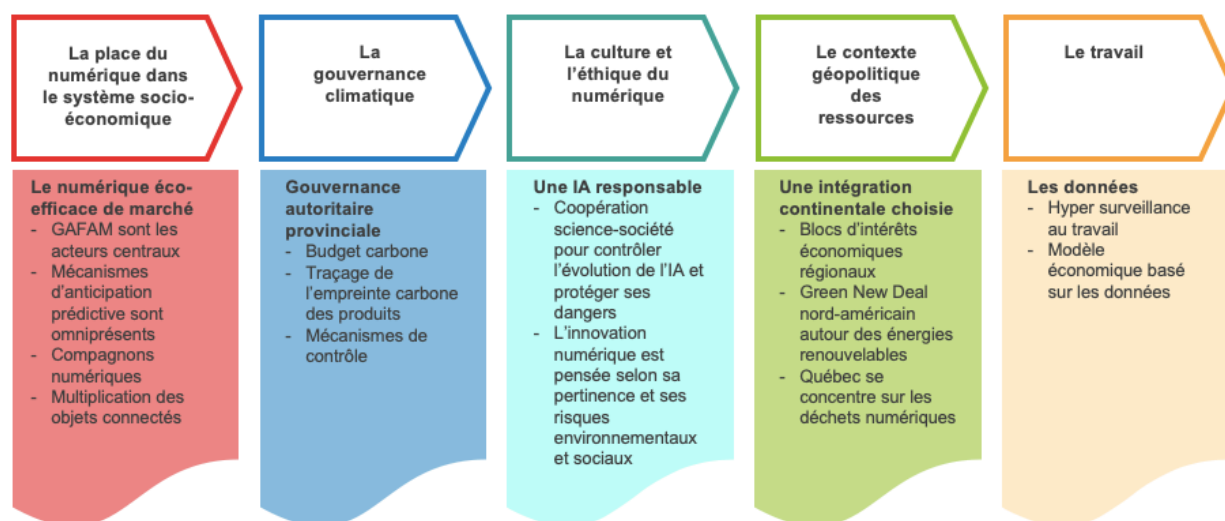 La place du
numérique dans
le système socio-
économique
La
gouvernance
climatique
La culture et
l'éthique du
numérique
Le contexte
géopolitique
des
ressources
Le travail
Le numérique éco-
efficace de marché
- GAFAM sont les
acteurs centraux
- Mécanismes
d'anticipation
prédictive sont
omniprésents
- Compagnons
numériques
- Multiplication des
objets connectés
Gouvernance
autoritaire
provinciale
- Budget carbone
- Traçage de
l'empreinte carbone
des produits
- Mécanismes de
contrôle
Une IA responsable
- Coopération
science-société
pour contrôler
l'évolution de l'IA et
protéger ses
dangers
- L'innovation
numérique est
pensée selon sa
pertinence et ses
risques
environnementaux
et sociaux
Une intégration
continentale choisie
- Blocs d'intérêts
économiques
régionaux
- Green New Deal
nord-américain
autour des énergies
renouvelables
- Québec se
concentre sur les
déchets numériques
Les données
- Hyper surveillance
au travail
- Modèle
économique basé
sur les données